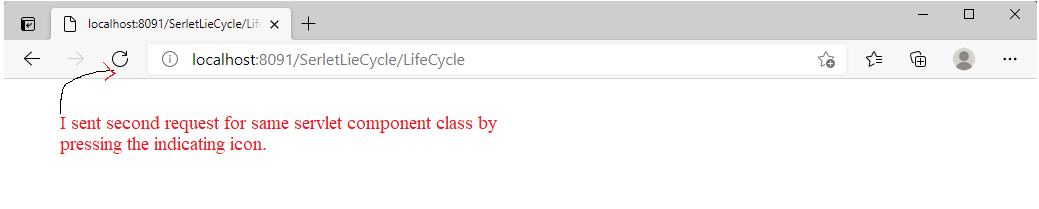 localhost:8091/SerletLieCycle/Lif
localhost:8091/SerletLieCycle/LifeCycle
I sent second request for same servlet component class by
pressing the indicating icon.